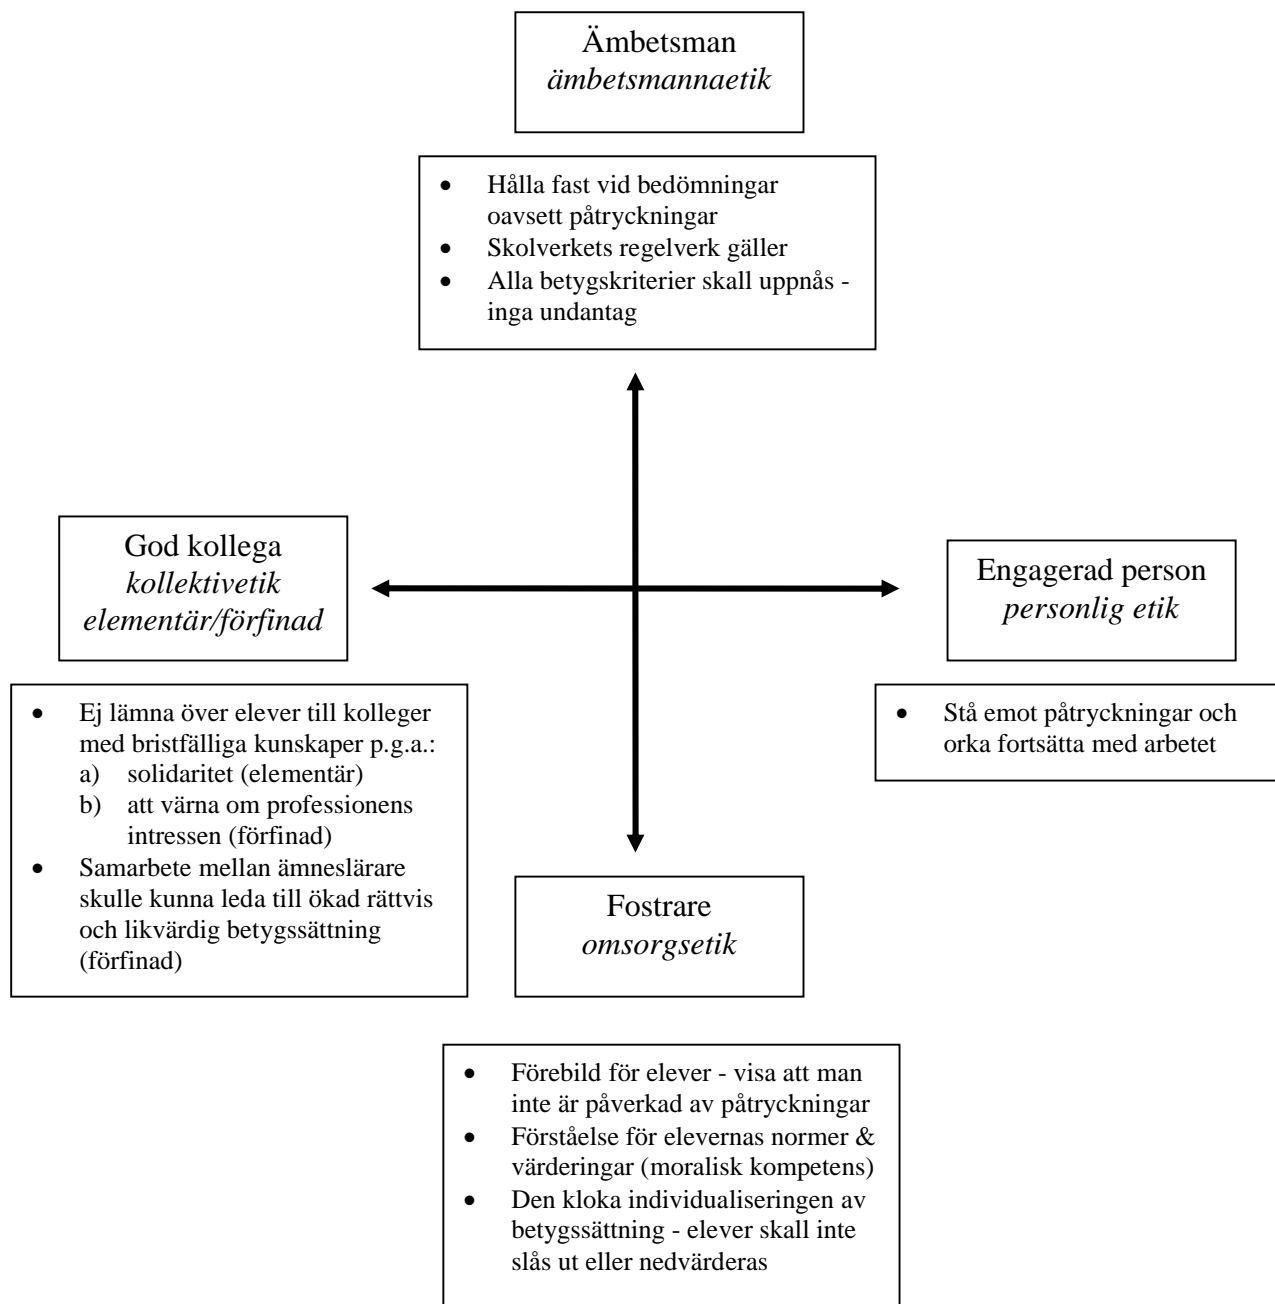 Ämbetsman
ämbetsmannaetik
• Hålla fast vid bedömningar
oavsett påtryckningar
• Skolverkets regelverk gäller
• Alla betygskriterier skall uppnås -
inga undantag
God kollega
kollektivetik
elementär/förfinad
Engagerad person
personlig etik
• Ej lämna över elever till kolleger
med bristfälliga kunskaper p.g.a.:
a) solidaritet (elementär)
b) att värna om professionens
intressen (förfinad)
• Samarbete mellan ämneslärare
skulle kunna leda till ökad rättvis
och likvärdig betygssättning
(förfinad)
• Stå emot påtryckningar och
orka fortsätta med arbetet
Fostrare
omsorgsetik
• Förebild för elever - visa att man
inte är påverkad av påtryckningar
• Förståelse för elevernas normer &
värderingar (moralisk kompetens)
• Den kloka individualiseringen av
betygssättning - elever skall inte
slås ut eller nedvärderas